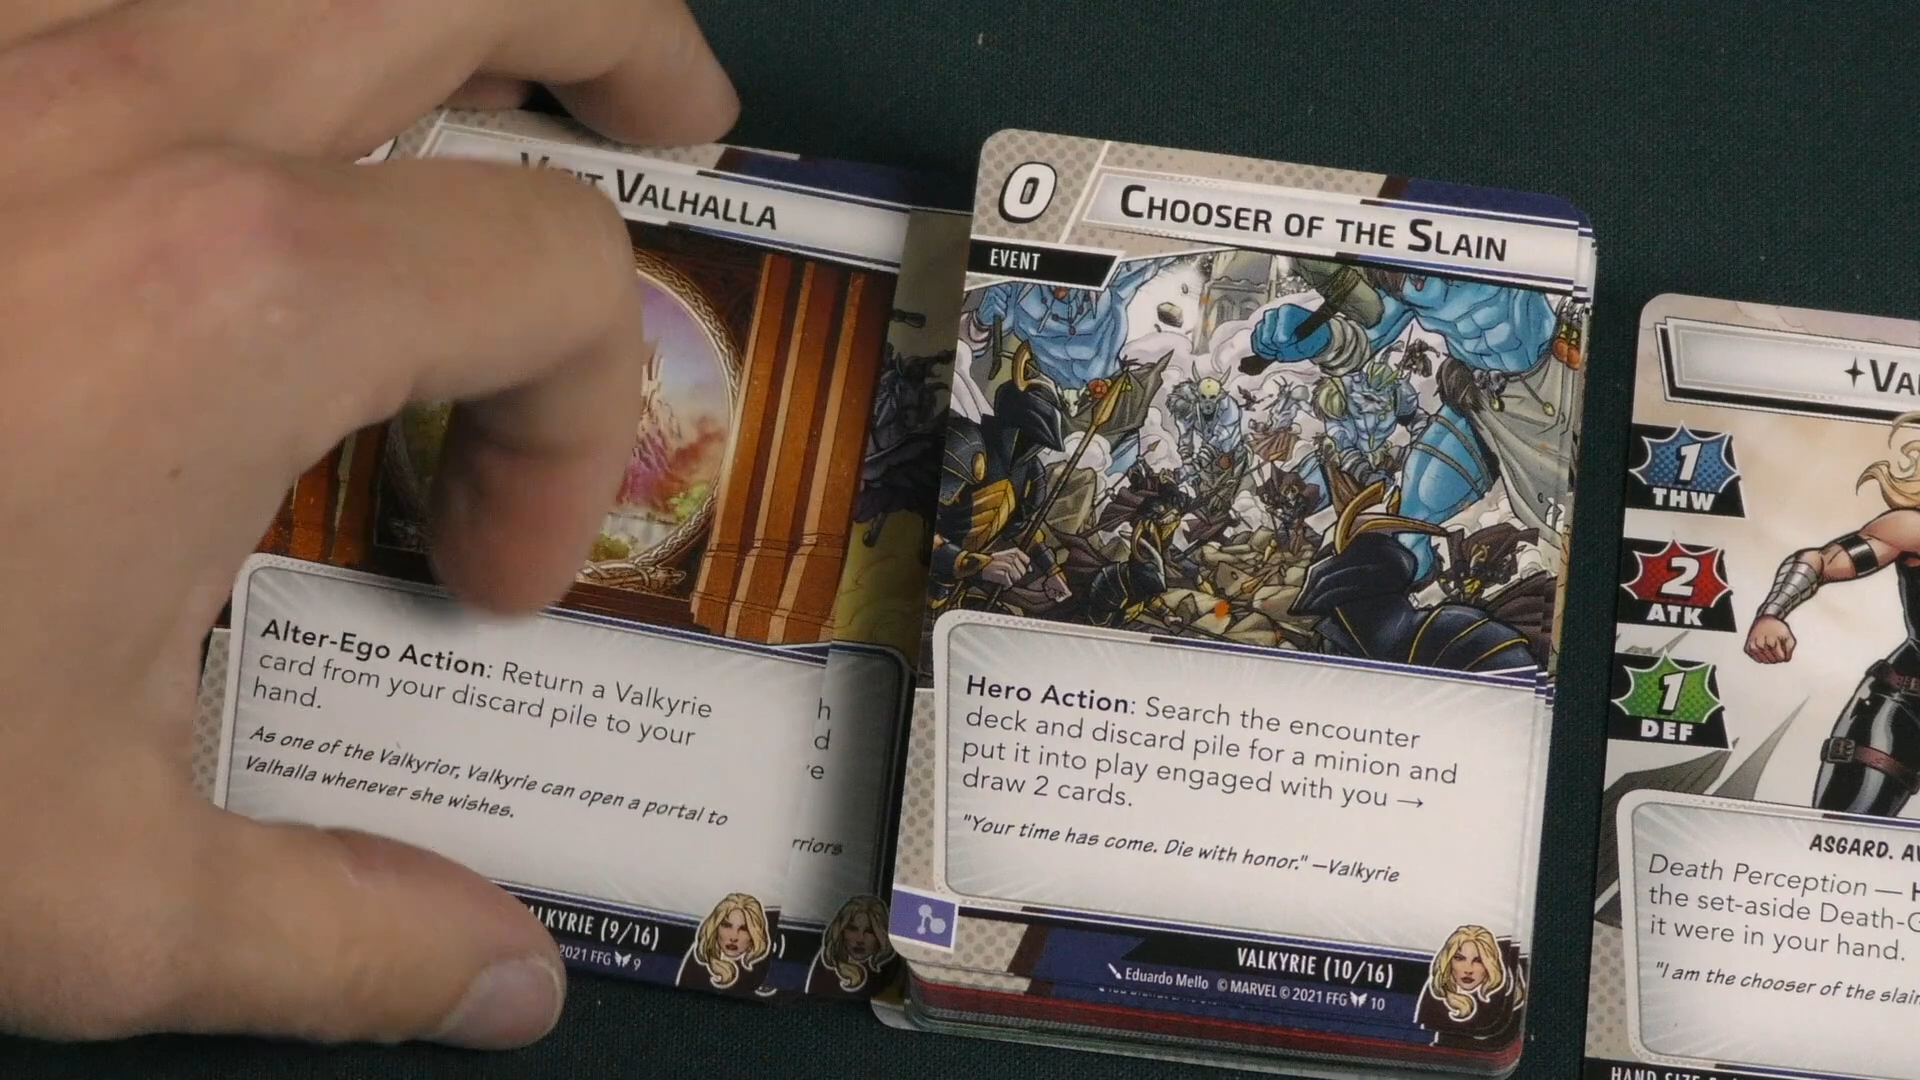 VALHALLA
Alter-Ego Action: Return a Valkyrie
card from your discard pile to your
hand.
As one of the Valkyrior, Valkyrie can open a portal to
Valhalla whenever she wishes.
ALKYRIE (9/16)
2021 FFG 9
h
d
e
rriors
0
CHOOSER OF THE SLAIN
EVENT
Hero Action: Search the encounter
deck and discard pile for a minion and
put it into play engaged with you →
draw 2 cards.
"Your time has come. Die with honor." —Valkyrie
VALKYRIE (10/16)
Eduardo Mello © MARVEL © 2021 FFG 10
VA
1
THW
2
ATK
1
DEF
ASGARD. AV
Death Perception — H
the set-aside Death-G
it were in your hand.
"I am the chooser of the slain
HAND SIZE